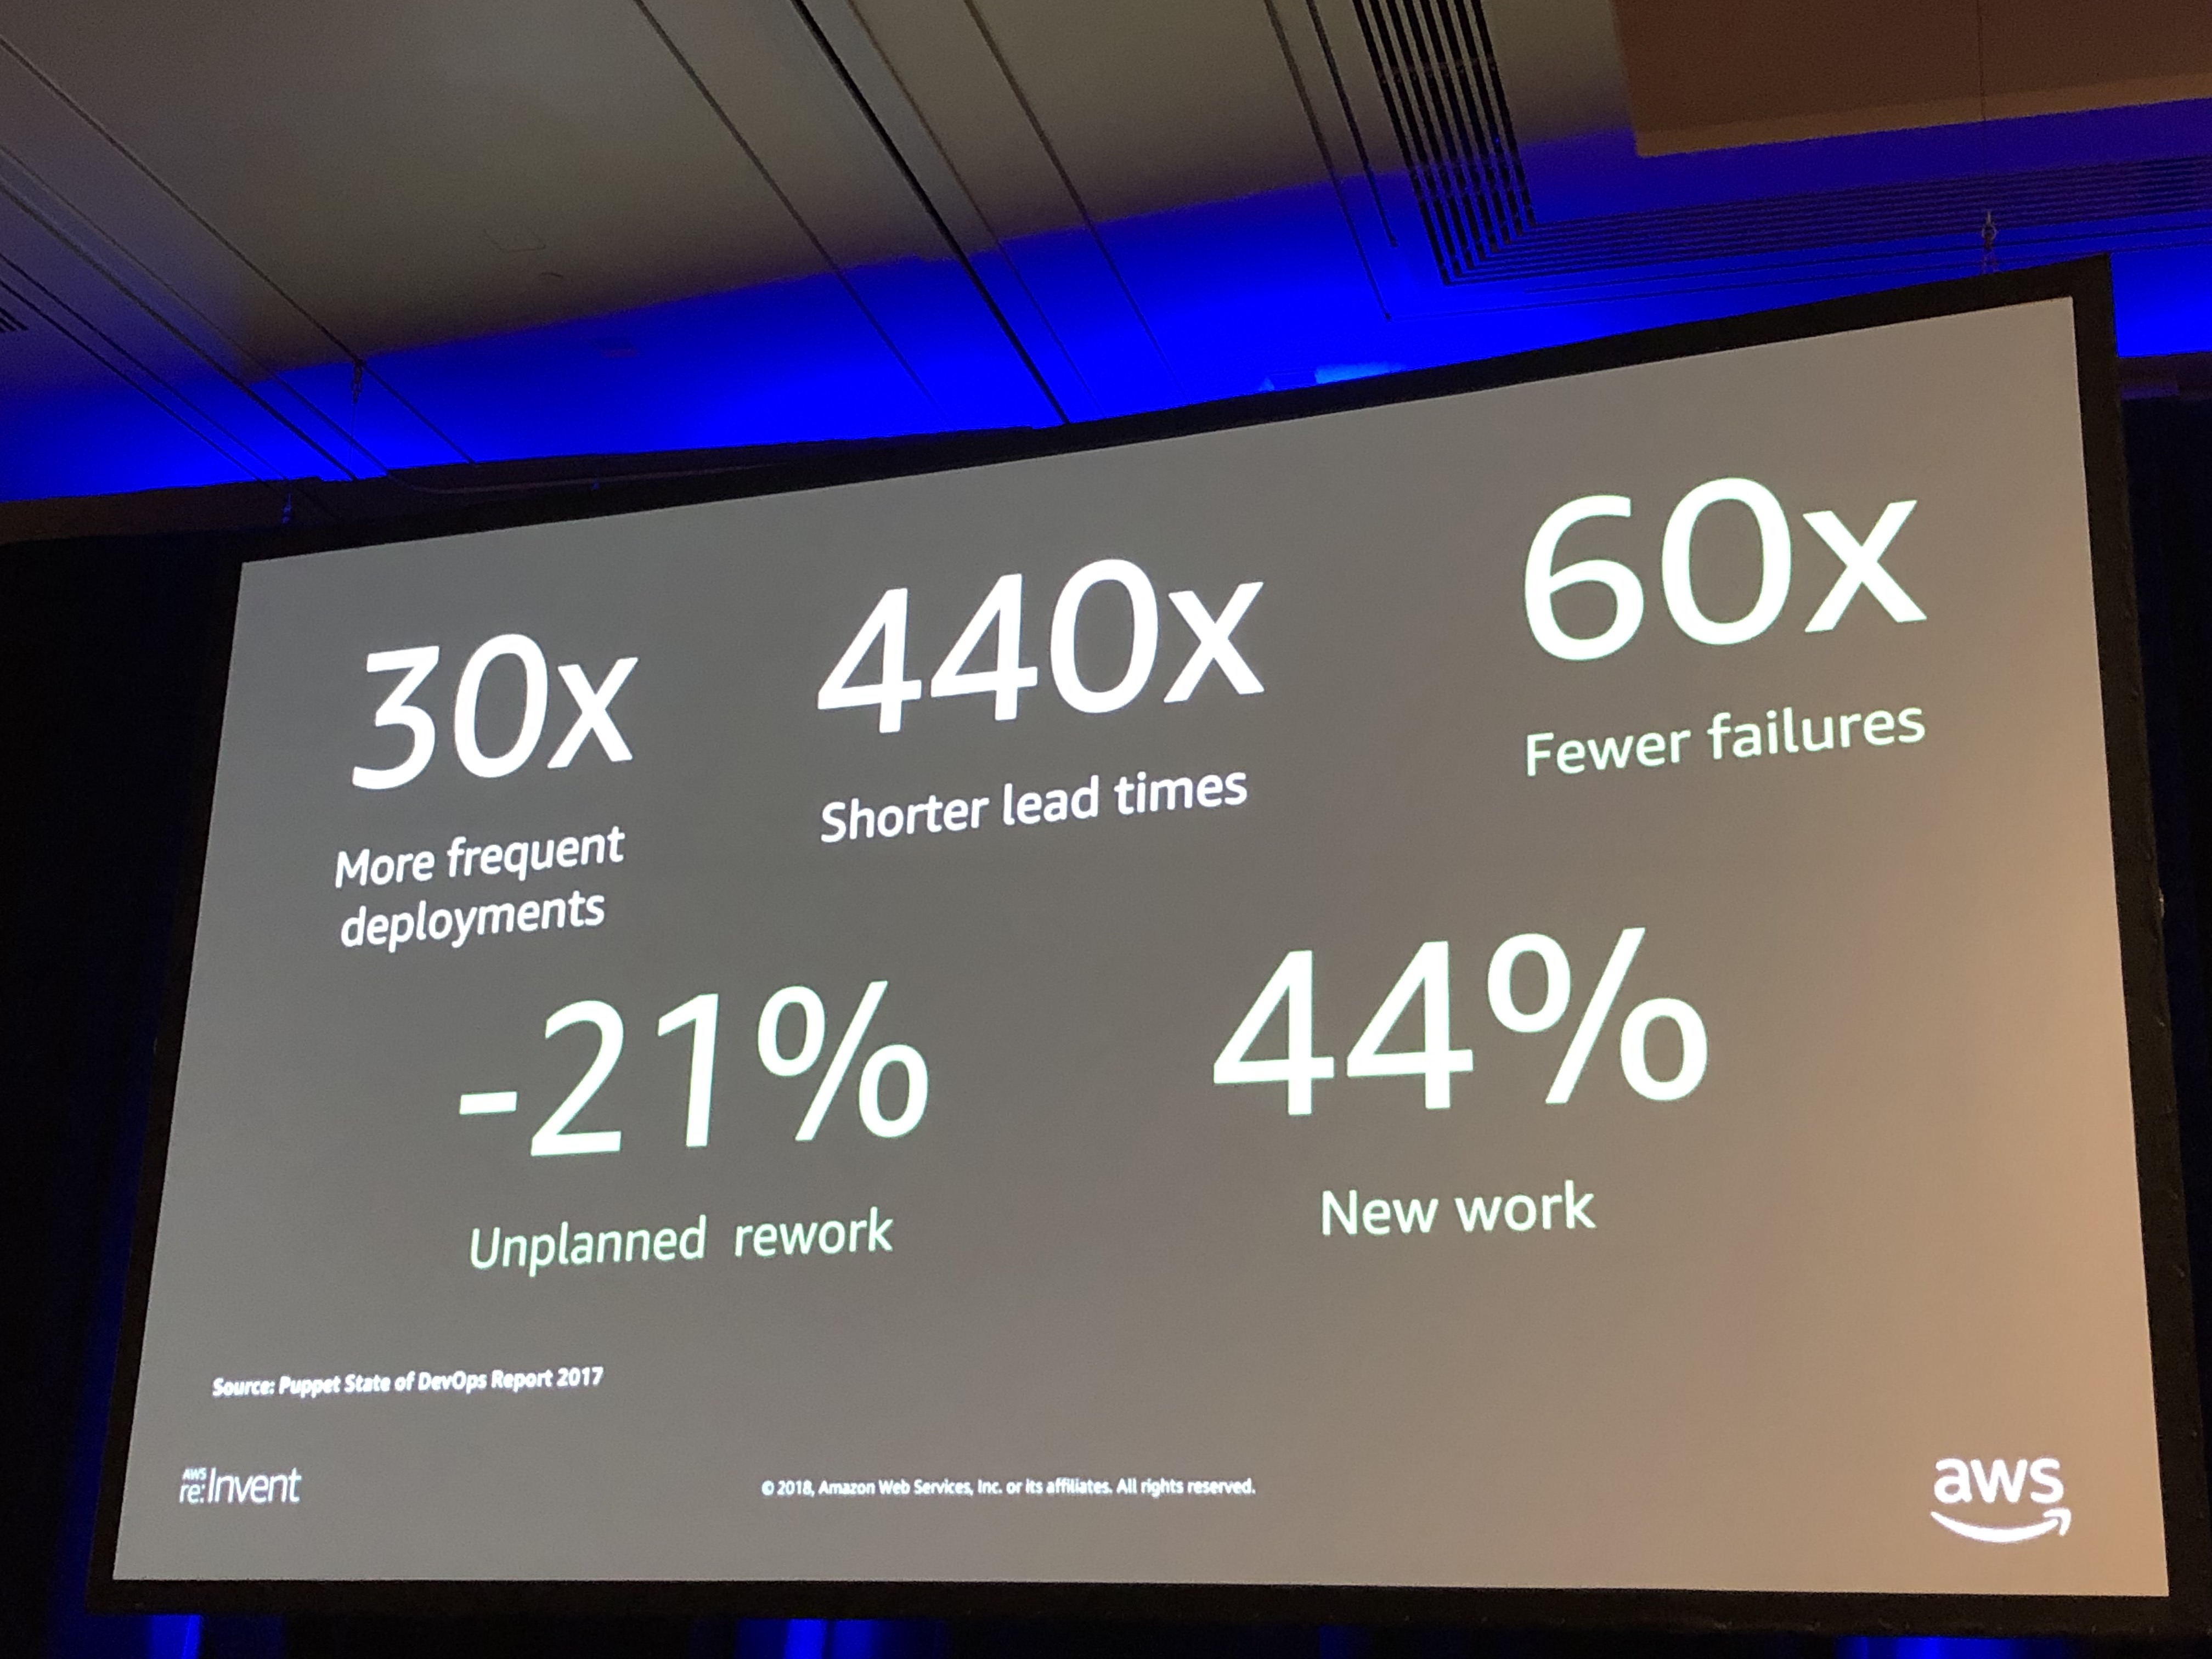 30x
More frequent
deployments
440x
Shorter lead times
60x
Fewer failures
-21%
Unplanned rework
44%
New work
Source: Puppet State of DevOps Report 2017
AWS
re:Invent
© 2018, Amazon Web Services, Inc. or its affiliates. All rights reserved.
aws